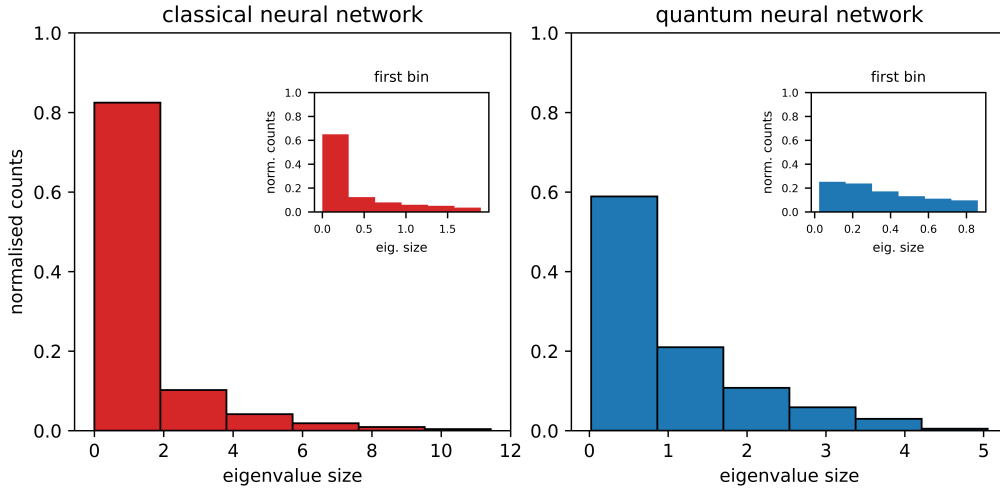 classical neural network
1.0
0.8
0.6
0.4
0.2
0.0
normalised counts
0 2 4 6 8 10 12
eigenvalue size
first bin
1.0
0.8
0.6
0.4
0.2
0.0
norm. counts
0.0 0.5 1.0 1.5
eig. size
quantum neural network
1.0
0.8
0.6
0.4
0.2
0.0
0 1 2 3 4 5
eigenvalue size
first bin
1.0
0.8
0.6
0.4
0.2
0.0
norm. counts
0.0 0.2 0.4 0.6 0.8
eig. size